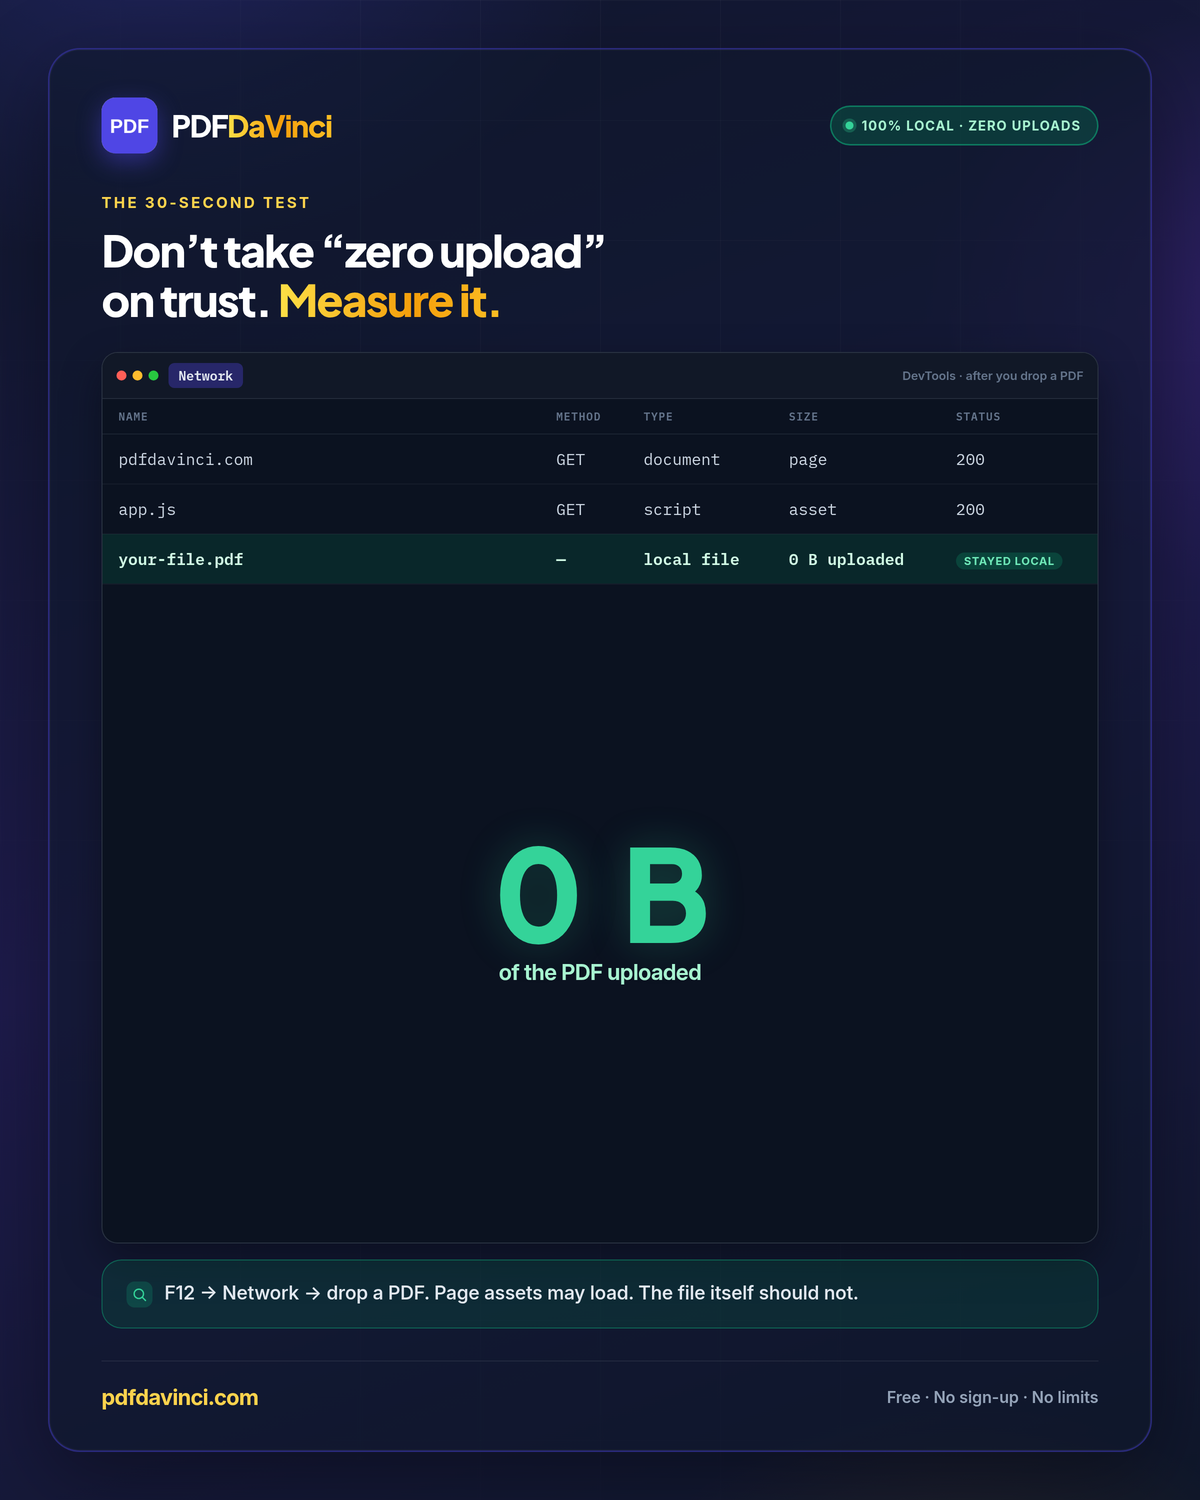 PDF PDFDaVinci
100% LOCAL · ZERO UPLOADS
THE 30-SECOND TEST
Don’t take “zero upload”
on trust. Measure it.
Network DevTools · after you drop a PDF
NAME METHOD TYPE SIZE STATUS
pdfdavinci.com GET document page 200
app.js GET script asset 200
your-file.pdf — local file 0 B uploaded STAYED LOCAL
0 B
of the PDF uploaded
F12 → Network → drop a PDF. Page assets may load. The file itself should not.
pdfdavinci.com Free · No sign-up · No limits